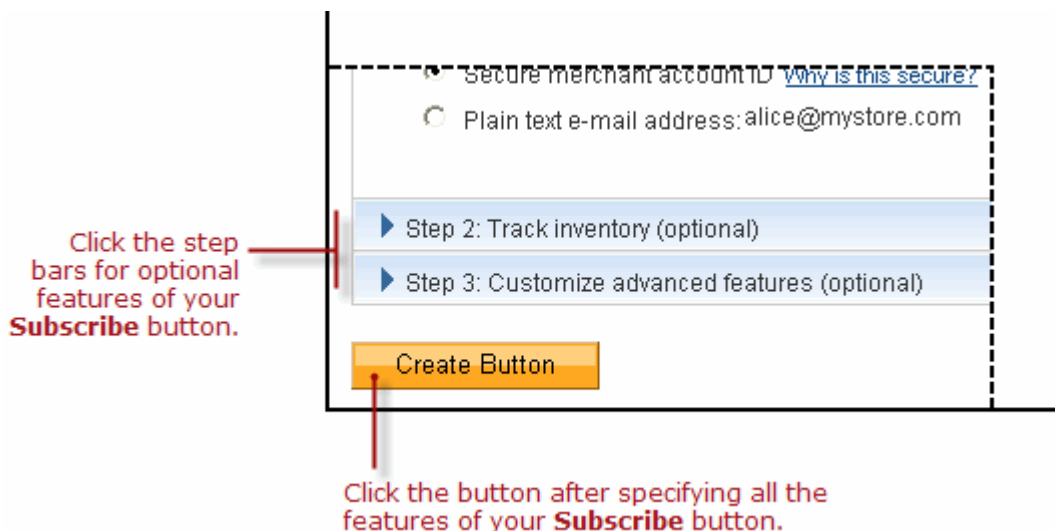 Secure merchant account ID Why is this secure?
Plain text e-mail address: alice@mystore.com
Step 2: Track inventory (optional)
Step 3: Customize advanced features (optional)
Click the step
bars for optional
features of your
Subscribe button.
Create Button
Click the button after specifying all the
features of your Subscribe button.